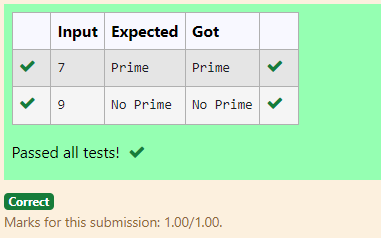 Input Expected Got
7 Prime Prime
9 No Prime No Prime
Passed all tests!
Correct
Marks for this submission: 1.00/1.00.